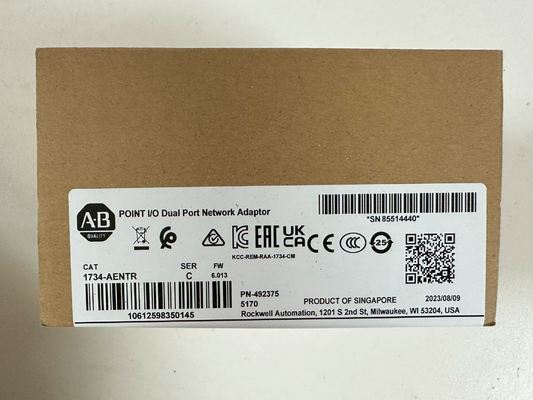 A-B
QUALITY
POINT I/O Dual Port Network Adaptor
*SN 85514440*
KCC-REM-RAA-1734-CM
EAC
UK
CA
CE
CCC
25
CAT
SER
FW
1734-AENTR
C
6.013
10612598350145
PN-492375
5170
PRODUCT OF SINGAPORE
2023/08/09
Rockwell Automation, 1201 S 2nd St, Milwaukee, WI 53204, USA